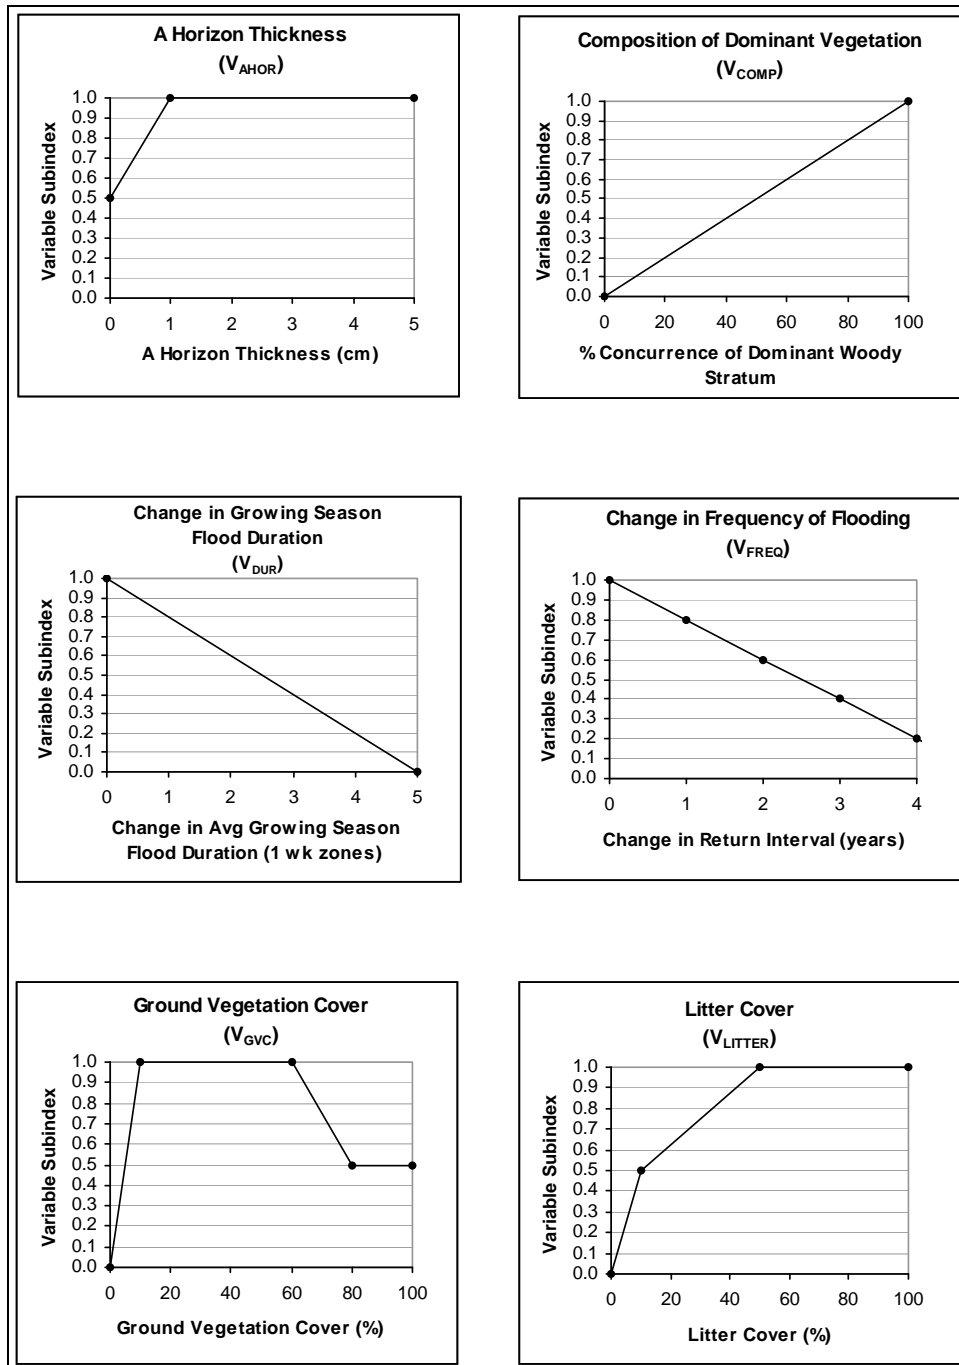 A Horizon Thickness
(VAHOR)
Variable Subindex
1.0
0.9
0.8
0.7
0.6
0.5
0.4
0.3
0.2
0.1
0.0
0 1 2 3 4 5
A Horizon Thickness (cm)
Composition of Dominant Vegetation
(VCOMP)
Variable Subindex
1.0
0.9
0.8
0.7
0.6
0.5
0.4
0.3
0.2
0.1
0.0
0 20 40 60 80 100
% Concurrence of Dominant Woody
Stratum
Change in Growing Season
Flood Duration
(VDUR)
Variable Subindex
1.0
0.9
0.8
0.7
0.6
0.5
0.4
0.3
0.2
0.1
0.0
0 1 2 3 4 5
Change in Avg Growing Season
Flood Duration (1 wk zones)
Change in Frequency of Flooding
(VFREQ)
Variable Subindex
1.0
0.9
0.8
0.7
0.6
0.5
0.4
0.3
0.2
0.1
0.0
0 1 2 3 4
Change in Return Interval (years)
Ground Vegetation Cover
(VGVC)
Variable Subindex
1.0
0.9
0.8
0.7
0.6
0.5
0.4
0.3
0.2
0.1
0.0
0 20 40 60 80 100
Ground Vegetation Cover (%)
Litter Cover
(VLITTER)
Variable Subindex
1.0
0.9
0.8
0.7
0.6
0.5
0.4
0.3
0.2
0.1
0.0
0 20 40 60 80 100
Litter Cover (%)